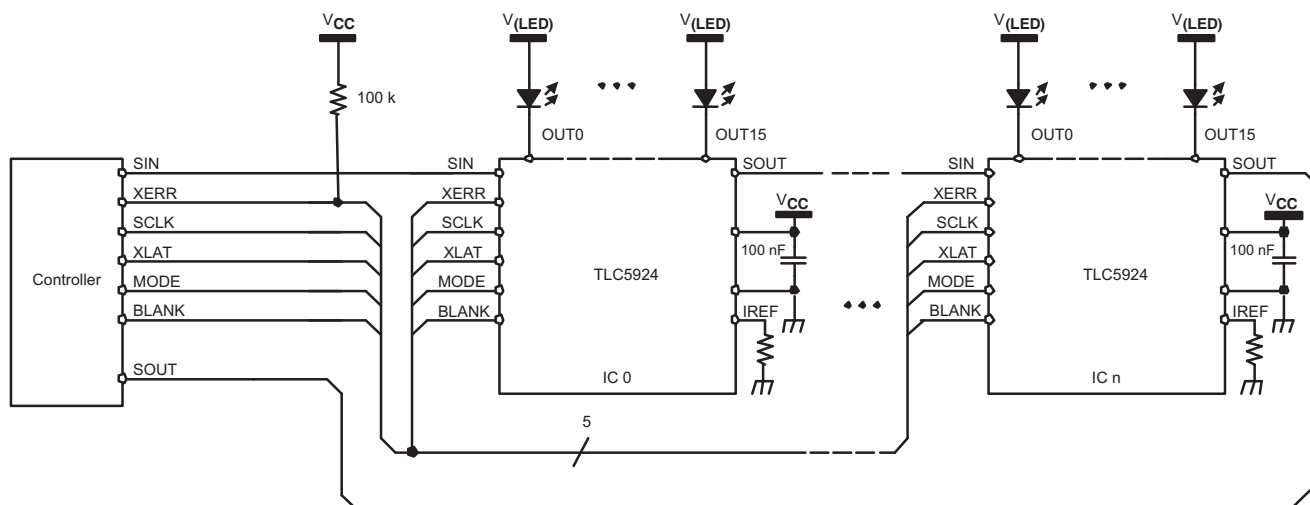 VCC
V(LED)
V(LED)
V(LED)
V(LED)
100 k
OUT0
OUT15
OUT0
OUT15
SIN
SIN
SOUT
SIN
SOUT
XERR
XERR
VCC
XERR
VCC
SCLK
SCLK
SCLK
100 nF
100 nF
XLAT
XLAT
XLAT
Controller
TLC5924
TLC5924
MODE
MODE
MODE
BLANK
BLANK
IREF
BLANK
IREF
SOUT
IC 0
IC n
5